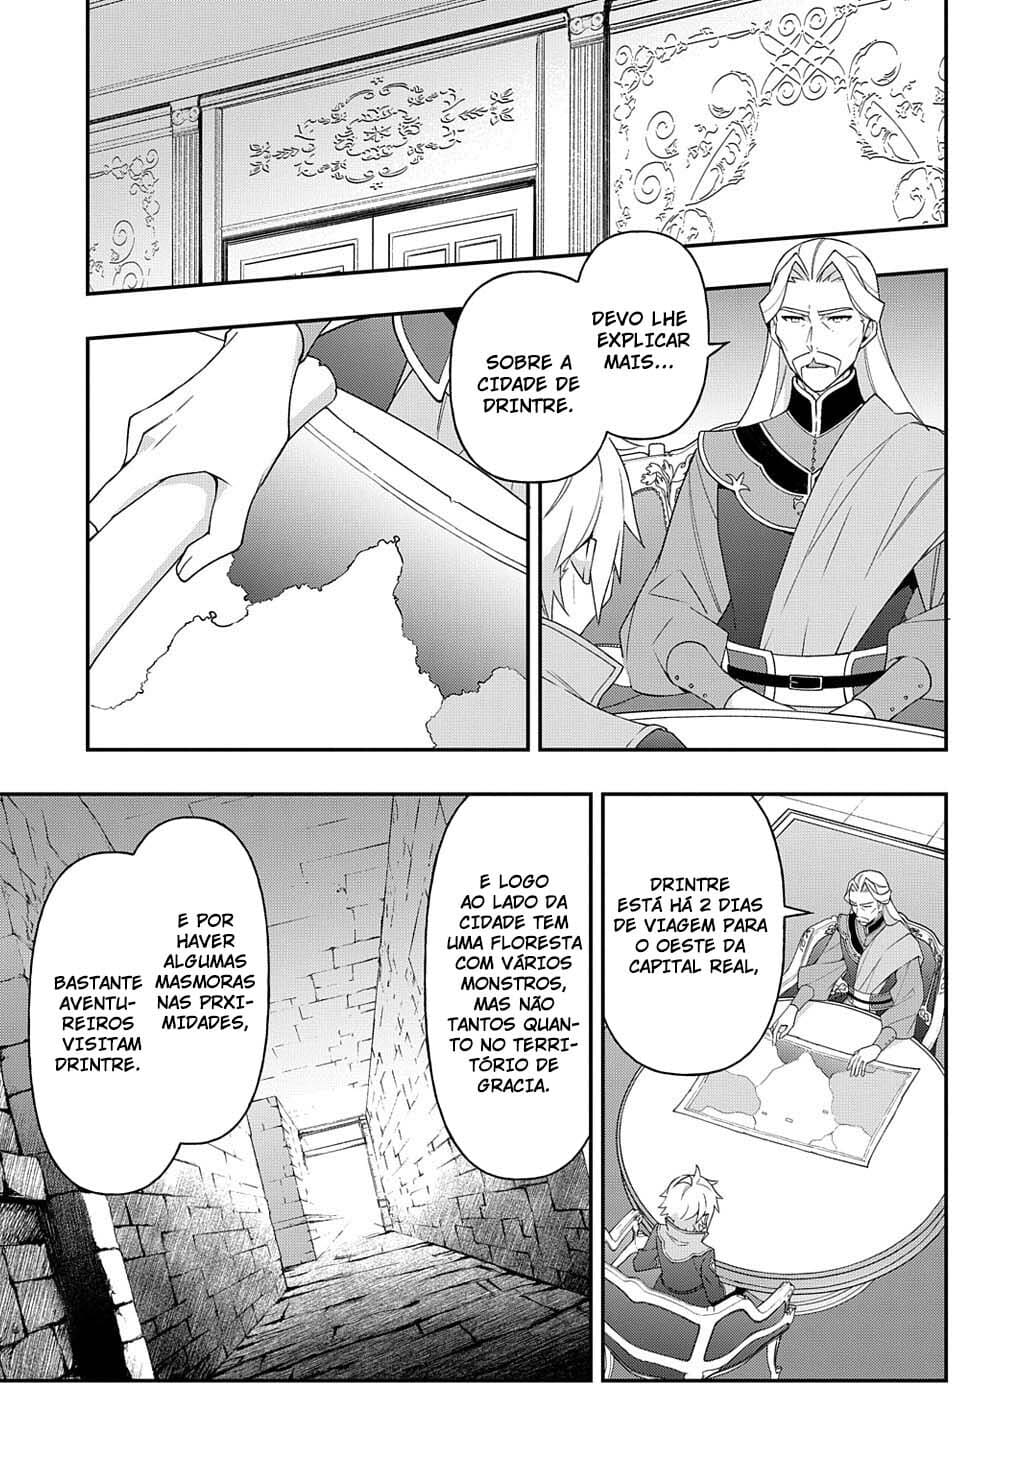 DEVO LHE
EXPLICAR
MAIS...
SOBRE A
CIDADE DE
DRINTRE.
DRINTRE
ESTÁ HÁ 2 DIAS
DE VIAGEM PARA
O OESTE DA
CAPITAL REAL,
E LOGO
AO LADO DA
CIDADE TEM
UMA FLORESTA
COM VÁRIOS
MONSTROS,
MAS NÃO
TANTOS QUAN-
TO NO TERRI-
TÓRIO DE
GRACIA.
E POR
HAVER
ALGUMAS
MASMORAS
NAS PRXI-
MIDADES,
BASTANTE
AVENTU-
REIROS
VISITAM
DRINTRE.